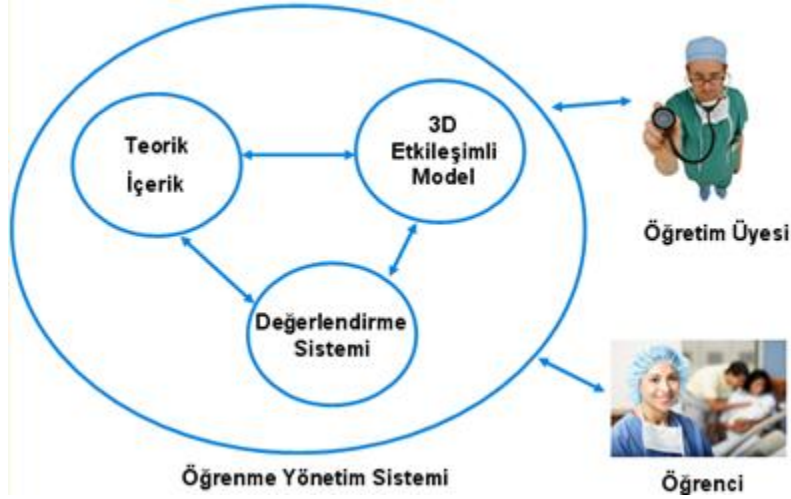 Teorik
İçerik
3D
Etkileşimli
Model
Değerlendirme
Sistemi
Öğretim Üyesi
Öğrenme Yönetim Sistemi
Öğrenci